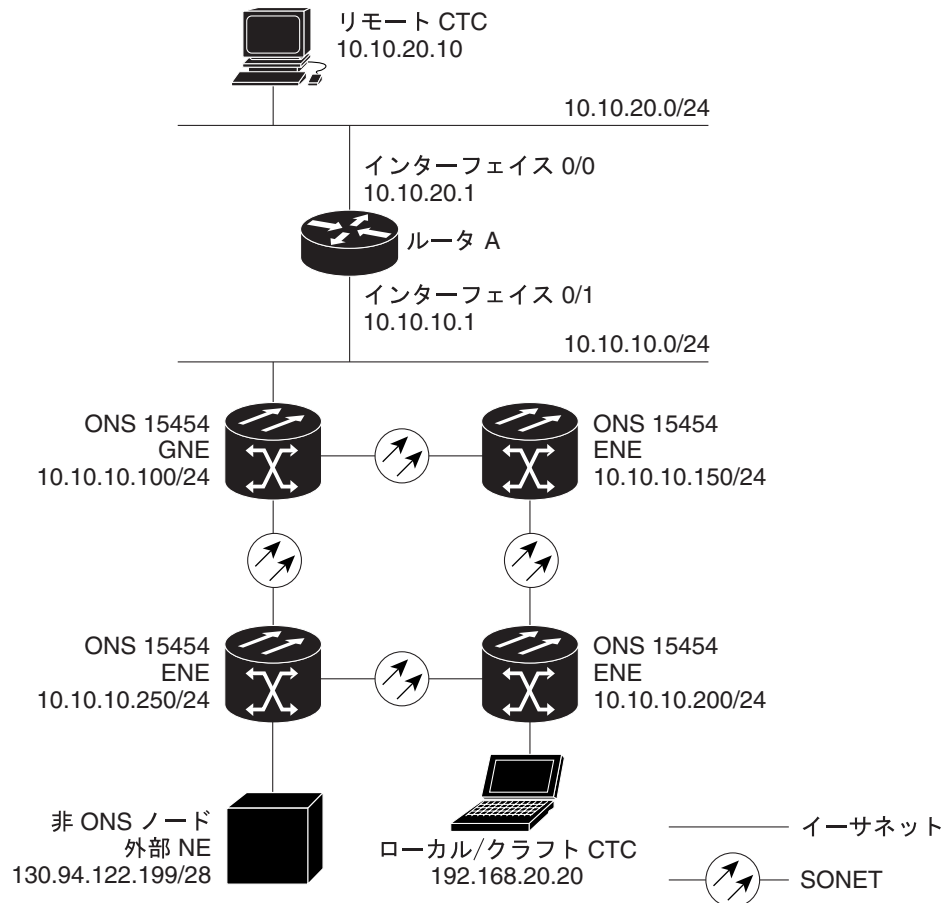 リモート CTC
10.10.20.10
10.10.20.0/24
インターフェイス 0/0
10.10.20.1
ルータ A
インターフェイス 0/1
10.10.10.1
10.10.10.0/24
ONS 15454
GNE
10.10.10.100/24
ONS 15454
ENE
10.10.10.150/24
ONS 15454
ENE
10.10.10.250/24
ONS 15454
ENE
10.10.10.200/24
非 ONS ノード
外部 NE
130.94.122.199/28
ローカル/クラフト CTC
192.168.20.20
イーサネット
SONET